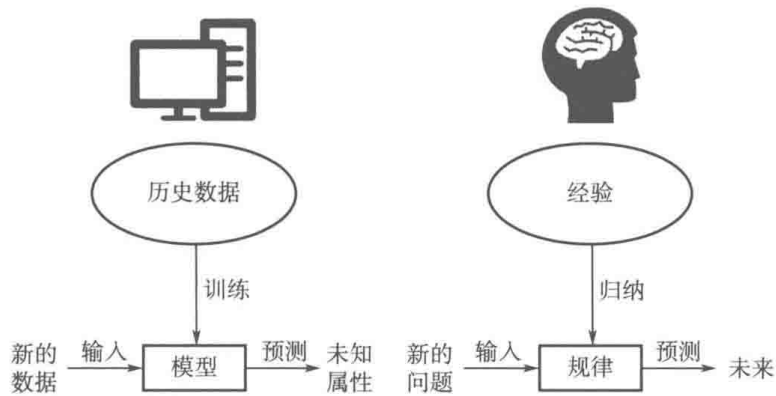 历史数据
训练
新的
数据
输入
模型
预测
未知
属性
经验
归纳
新的
问题
输入
规律
预测
未来